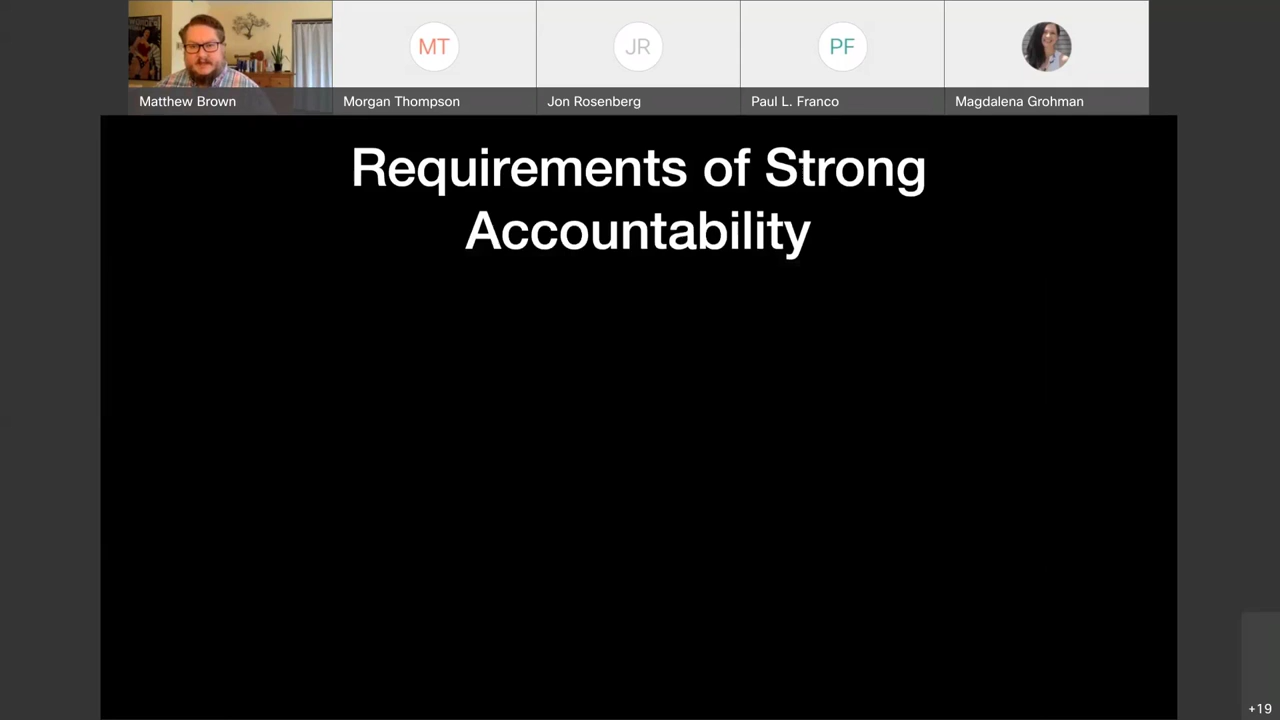 MT
JR
PF
Matthew Brown
Morgan Thompson
Jon Rosenberg
Paul L. Franco
Magdalena Grohman
Requirements of Strong
Accountability
+19